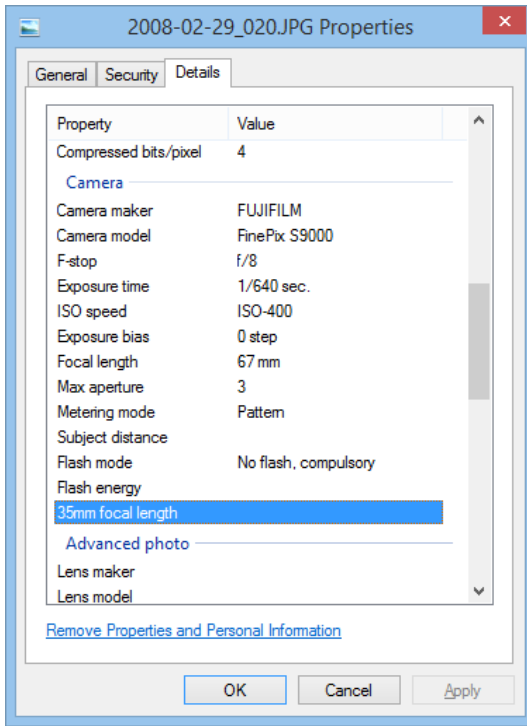 2008-02-29_020.JPG Properties
General Security Details
Property Value
Compressed bits/pixel 4
Camera
Camera maker FUJIFILM
Camera model FinePix S9000
F-stop f/8
Exposure time 1/640 sec.
ISO speed ISO-400
Exposure bias 0 step
Focal length 67 mm
Max aperture 3
Metering mode Pattern
Subject distance
Flash mode No flash, compulsory
Flash energy
35mm focal length
Advanced photo
Lens maker
Lens model
Remove Properties and Personal Information
OK Cancel Apply